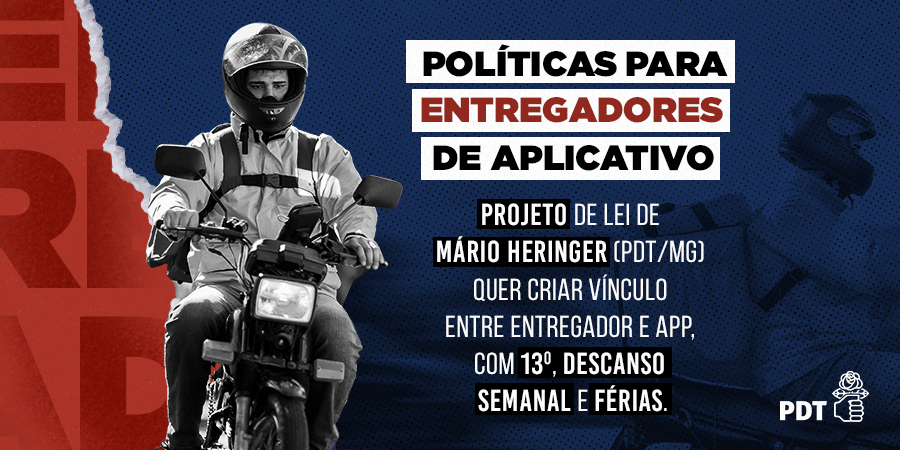 POLÍTICAS PARA
ENTREGADORES
DE APLICATIVO
PROJETO DE LEI DE
MÁRIO HERINGER (PDT/MG)
QUER CRIAR VÍNCULO
ENTRE ENTREGADOR E APP,
COM 13º, DESCANSO
SEMANAL E FÉRIAS.
PDT